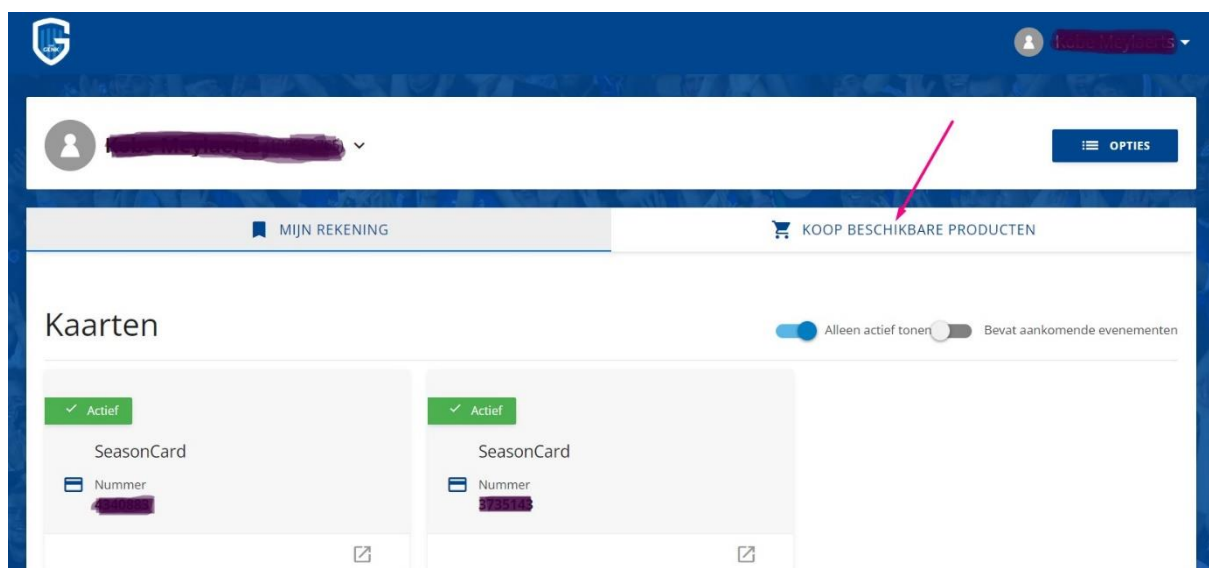 GENK
OPTIES
MIJN REKENING
KOOP BESCHIKBARE PRODUCTEN
Kaarten
Alleen actief tonen
Bevat aankomende evenementen
Actief
Actief
SeasonCard
SeasonCard
Nummer
Nummer